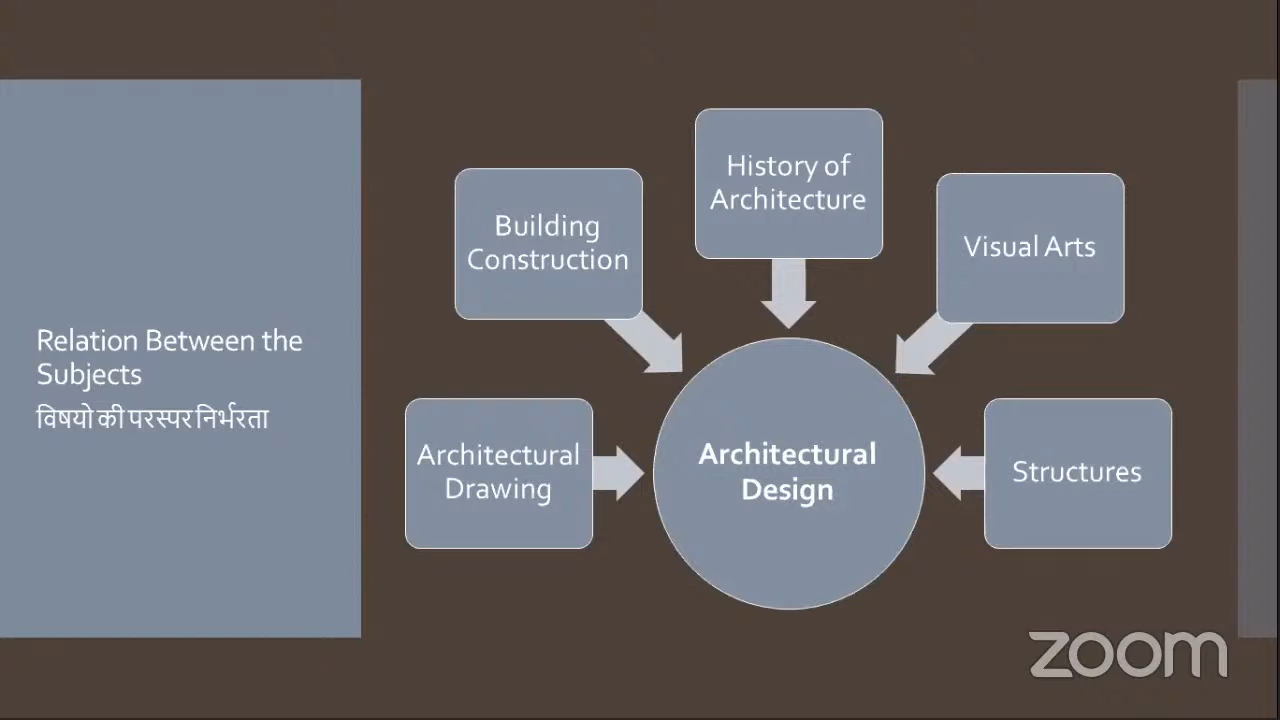 Relation Between the
Subjects
विषयो की परस्पर निर्भरता
History of
Architecture
Building
Construction
Visual Arts
Architectural
Drawing
Architectural
Design
Structures
zoom